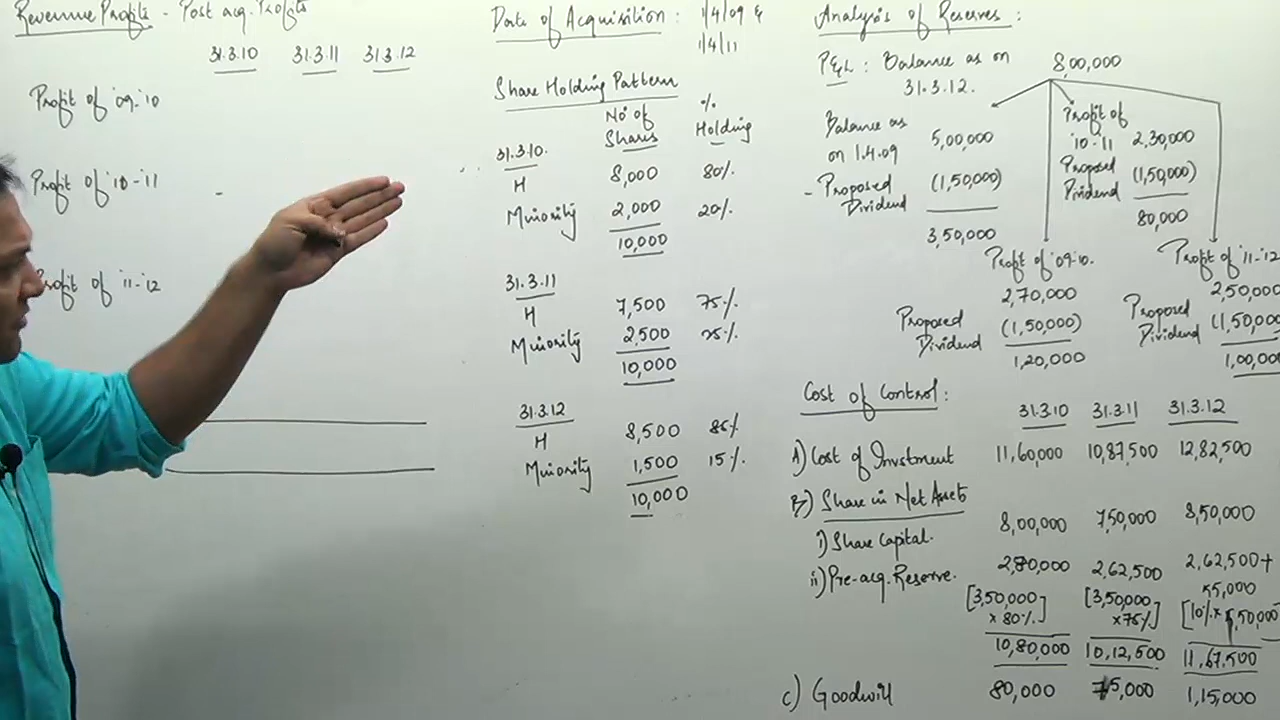 Revenue Profits - Post acq. Profits
31.3.10 31.3.11 31.3.12
Profit of '09-'10
Profit of '10-'11 -
Profit of '11-'12
Date of Acquisition : 1/4/09 &
1/4/11
Share Holding Pattern
No of Shares % Holding
31.3.10.
H 8,000 80%
Minority 2,000 20%
10,000
31.3.11
H 7,500 75%
Minority 2,500 25%
10,000
31.3.12
H 8,500 85%
Minority 1,500 15%
10,000
Analysis of Reserves :
P&L : Balance as on 31.3.12. 8,00,000
Balance as on 1.4.09 5,00,000
- Proposed Dividend (1,50,000)
3,50,000
Profit of '10-11 2,30,000
Proposed Dividend (1,50,000)
80,000
Profit of '09-10.
2,70,000
Proposed Dividend (1,50,000)
1,20,000
Profit of '11-'12
2,50,000
Proposed Dividend (1,50,000
1,00,000
Cost of Control :
31.3.10 31.3.11 31.3.12
A) Cost of Invstment 11,60,000 10,87,500 12,82,500
B) Share in Net Assets
i) Share Capital. 8,00,000 7,50,000 8,50,000
ii) Pre-acq. Reserve. 2,80,000 2,62,500 2,62,500+
55,000
[3,50,000 [3,50,000 [10% x 5,50,000
x 80%] x 75%]
10,80,000 10,12,500 11,67,500
C) Goodwill 80,000 75,000 1,15,000